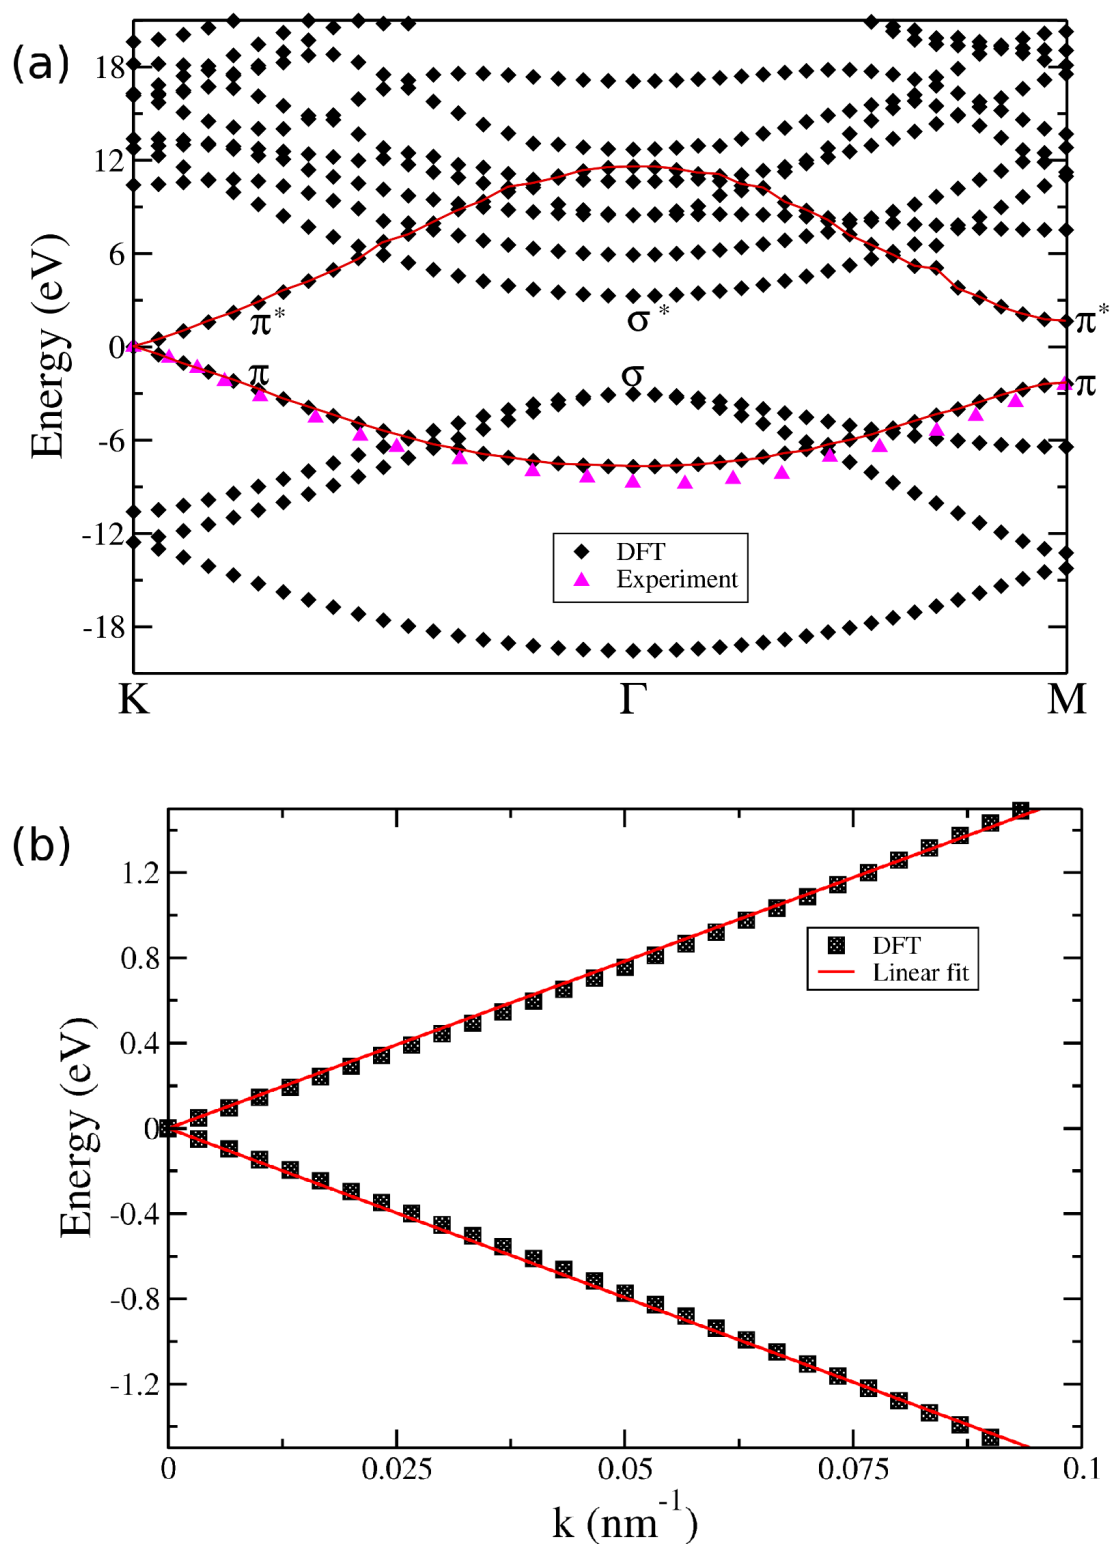 (a)
18
12
6
0
-6
-12
-18
Energy (eV)
π*
π
σ*
σ
π*
π
DFT
Experiment
K Γ M
(b)
1.2
0.8
0.4
0
-0.4
-0.8
-1.2
Energy (eV)
DFT
Linear fit
0 0.025 0.05 0.075 0.1
k (nm⁻¹)